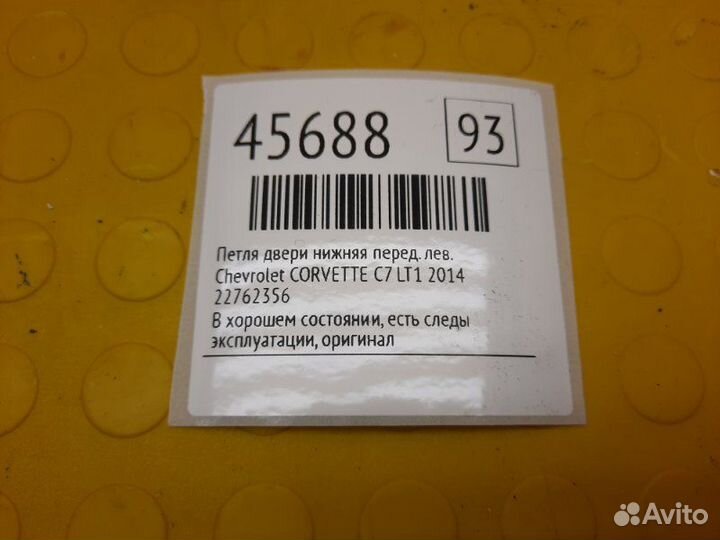 45688
93
Петля двери нижняя перед. лев.
Chevrolet CORVETTE C7 LT1 2014
22762356
В хорошем состоянии, есть следы
эксплуатации, оригинал
Avito